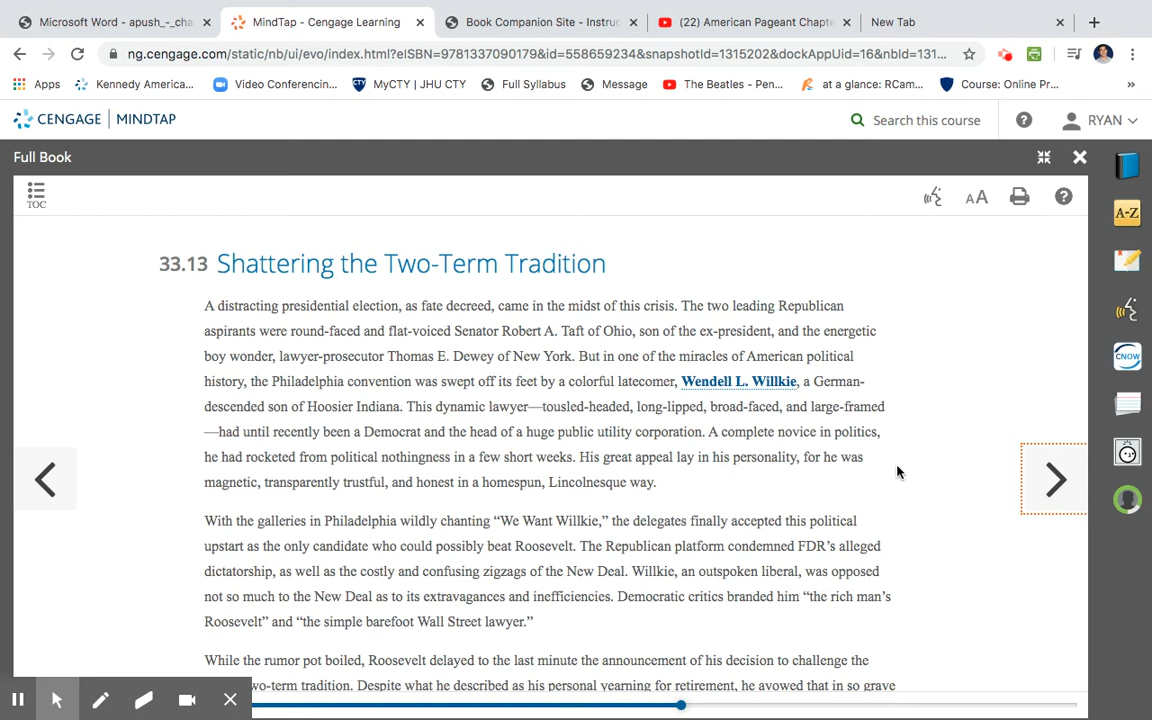 Microsoft Word - apush_-_cha
MindTap - Cengage Learning
Book Companion Site - Instruc
(22) American Pageant Chapte
New Tab
ng.cengage.com/static/nb/ui/evo/index.html?eISBN=9781337090179&id=558659234&snapshotId=1315202&dockAppUid=16&nbId=131...
Apps
Kennedy America...
Video Conferencin...
MyCTY | JHU CTY
Full Syllabus
Message
The Beatles - Pen...
at a glance: RCam...
Course: Online Pr...
»
CENGAGE | MINDTAP
Search this course
RYAN
Full Book
TOC
AA
A-Z
CNOW
33.13 Shattering the Two-Term Tradition
A distracting presidential election, as fate decreed, came in the midst of this crisis. The two leading Republican
aspirants were round-faced and flat-voiced Senator Robert A. Taft of Ohio, son of the ex-president, and the energetic
boy wonder, lawyer-prosecutor Thomas E. Dewey of New York. But in one of the miracles of American political
history, the Philadelphia convention was swept off its feet by a colorful latecomer, Wendell L. Willkie, a German-
descended son of Hoosier Indiana. This dynamic lawyer—tousled-headed, long-lipped, broad-faced, and large-framed
—had until recently been a Democrat and the head of a huge public utility corporation. A complete novice in politics,
he had rocketed from political nothingness in a few short weeks. His great appeal lay in his personality, for he was
magnetic, transparently trustful, and honest in a homespun, Lincolnesque way.
With the galleries in Philadelphia wildly chanting “We Want Willkie,” the delegates finally accepted this political
upstart as the only candidate who could possibly beat Roosevelt. The Republican platform condemned FDR’s alleged
dictatorship, as well as the costly and confusing zigzags of the New Deal. Willkie, an outspoken liberal, was opposed
not so much to the New Deal as to its extravagances and inefficiencies. Democratic critics branded him “the rich man’s
Roosevelt” and “the simple barefoot Wall Street lawyer.”
While the rumor pot boiled, Roosevelt delayed to the last minute the announcement of his decision to challenge the
wo-term tradition. Despite what he described as his personal yearning for retirement, he avowed that in so grave